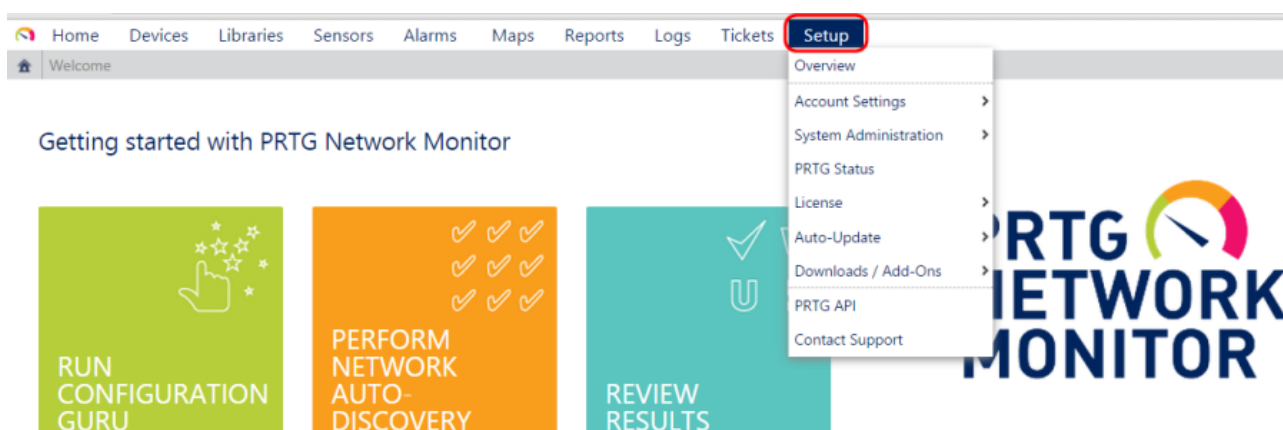 Home Devices Libraries Sensors Alarms Maps Reports Logs Tickets Setup
Welcome
Overview
Account Settings
System Administration
PRTG Status
License
Auto-Update
Downloads / Add-Ons
PRTG API
Contact Support
Getting started with PRTG Network Monitor
RUN
CONFIGURATION
GURU
PERFORM
NETWORK
AUTO-
DISCOVERY
REVIEW
RESULTS
PRTG
NETWORK
MONITOR